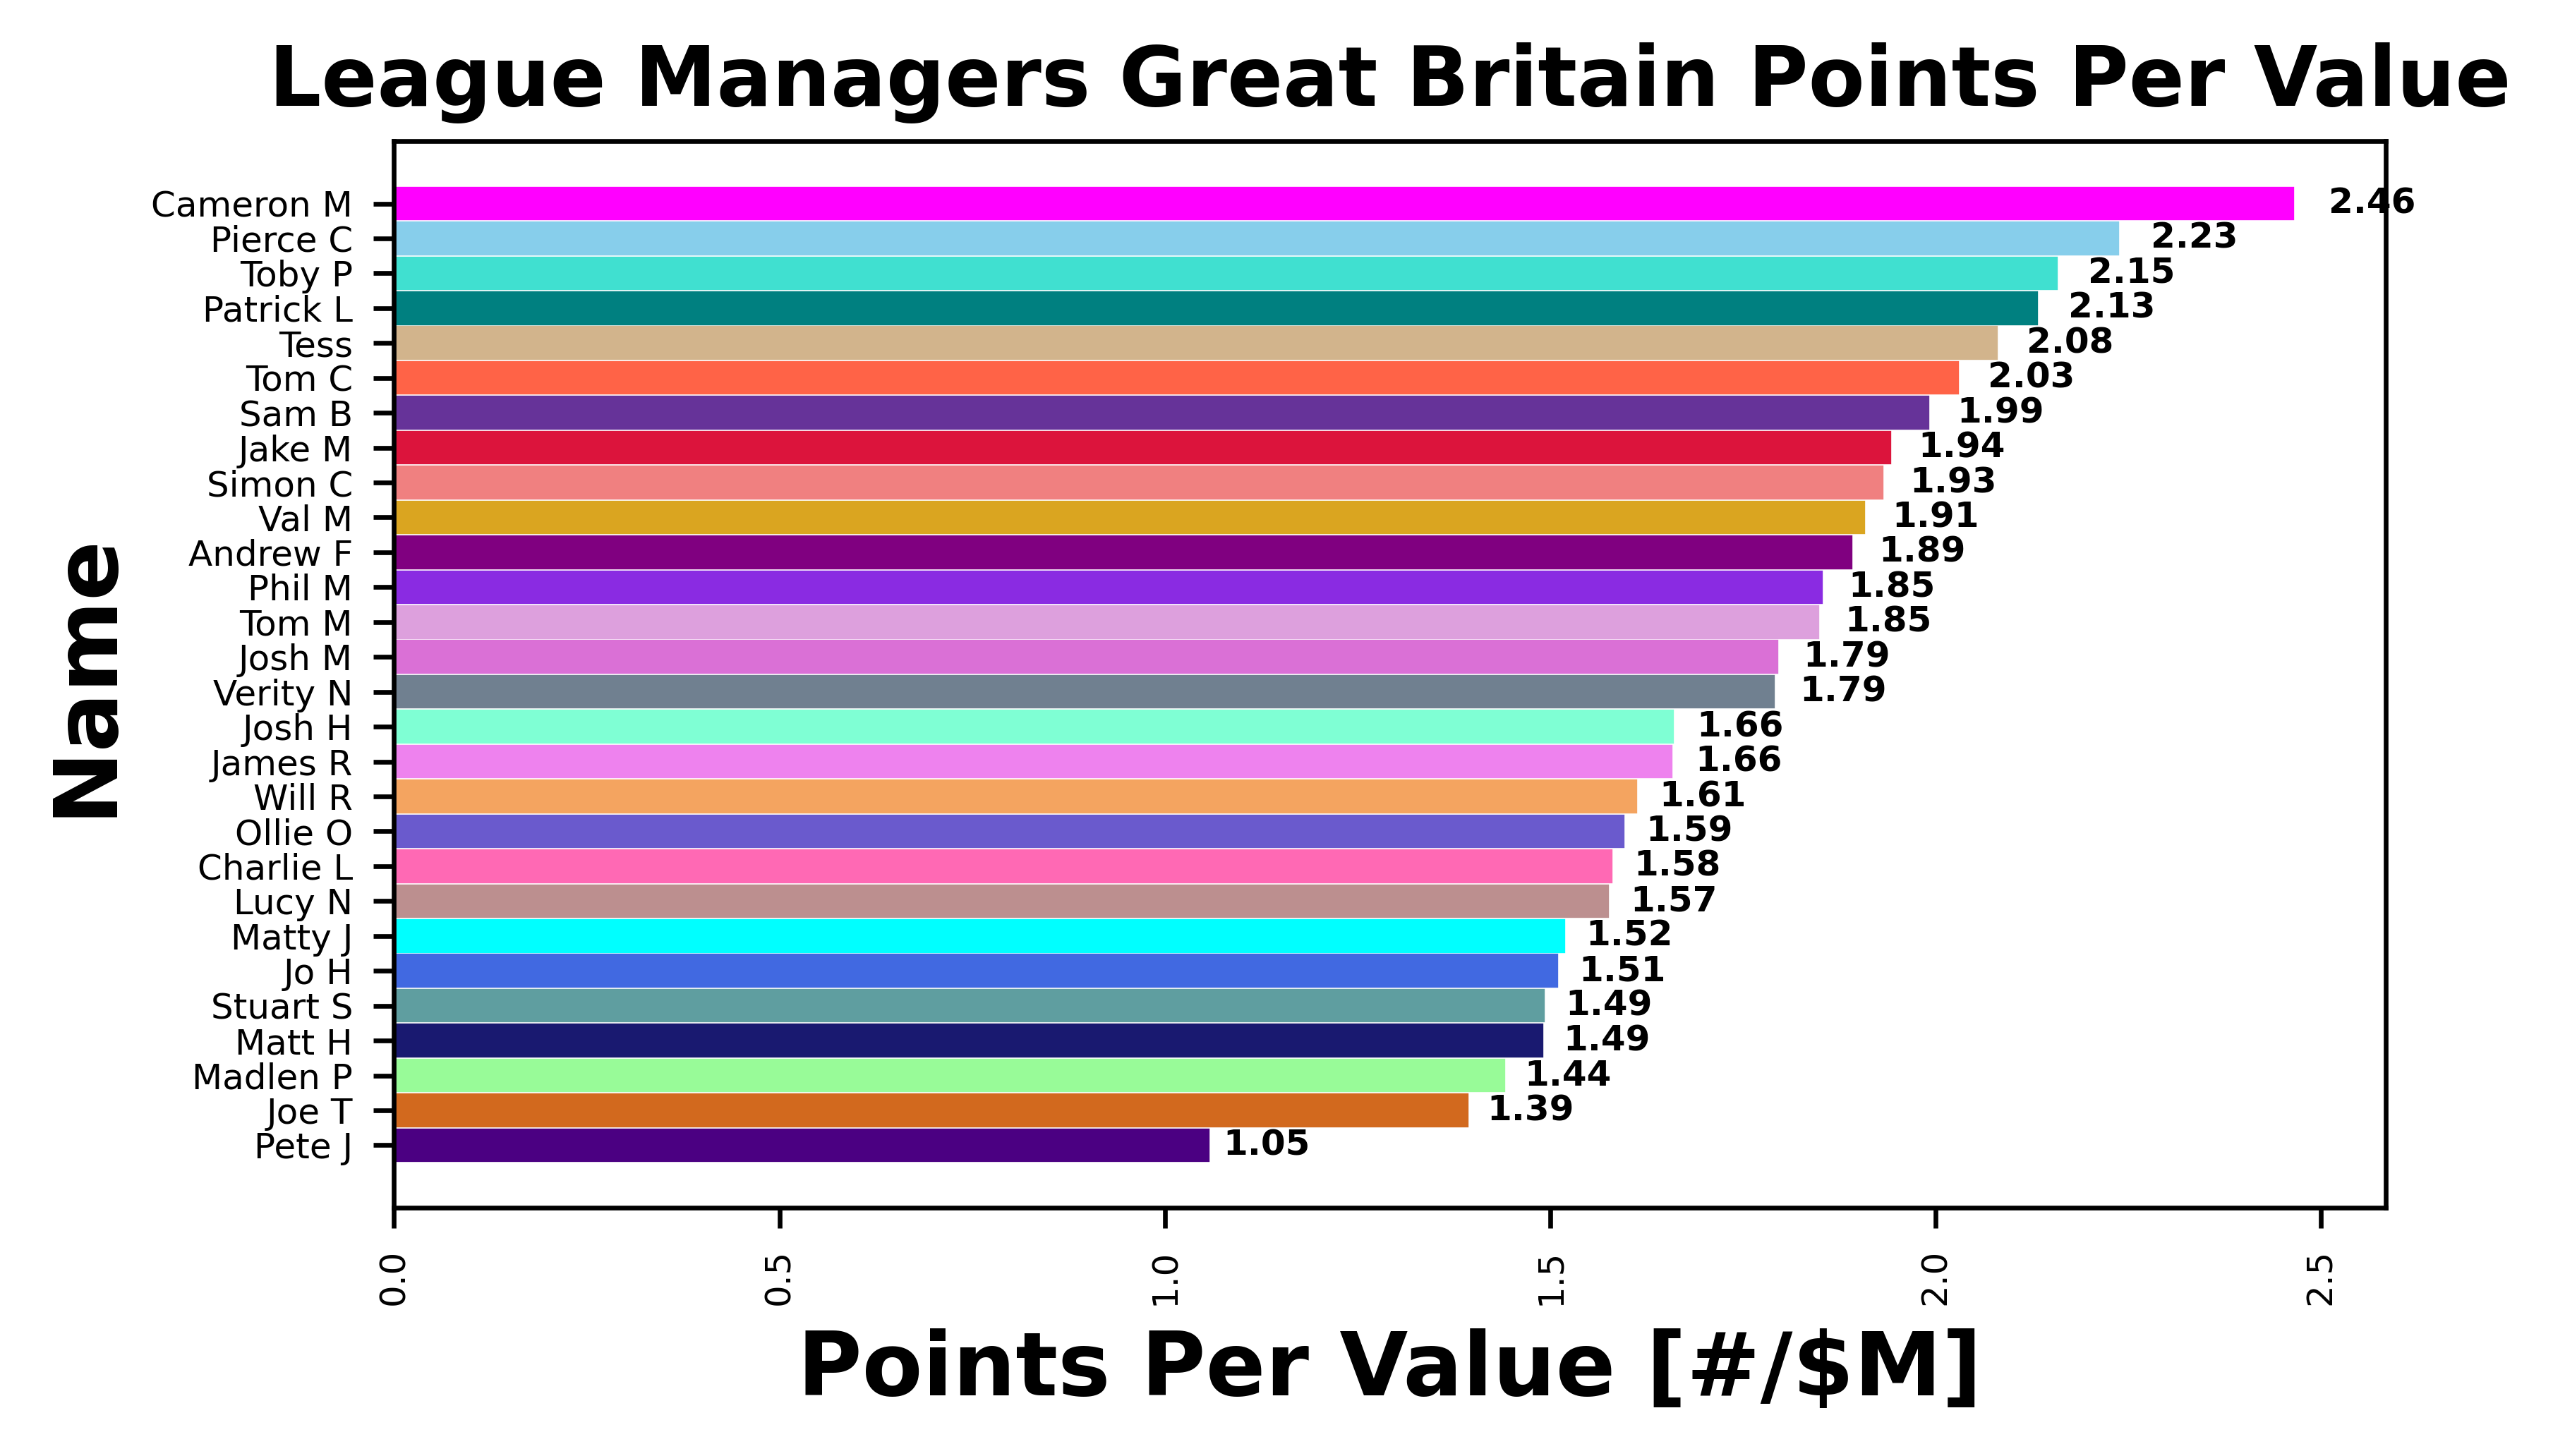 League Managers Great Britain Points Per Value
Name
Cameron M 2.46
Pierce C 2.23
Toby P 2.15
Patrick L 2.13
Tess 2.08
Tom C 2.03
Sam B 1.99
Jake M 1.94
Simon C 1.93
Val M 1.91
Andrew F 1.89
Phil M 1.85
Tom M 1.85
Josh M 1.79
Verity N 1.79
Josh H 1.66
James R 1.66
Will R 1.61
Ollie O 1.59
Charlie L 1.58
Lucy N 1.57
Matty J 1.52
Jo H 1.51
Stuart S 1.49
Matt H 1.49
Madlen P 1.44
Joe T 1.39
Pete J 1.05
0.0 0.5 1.0 1.5 2.0 2.5
Points Per Value [#/$M]